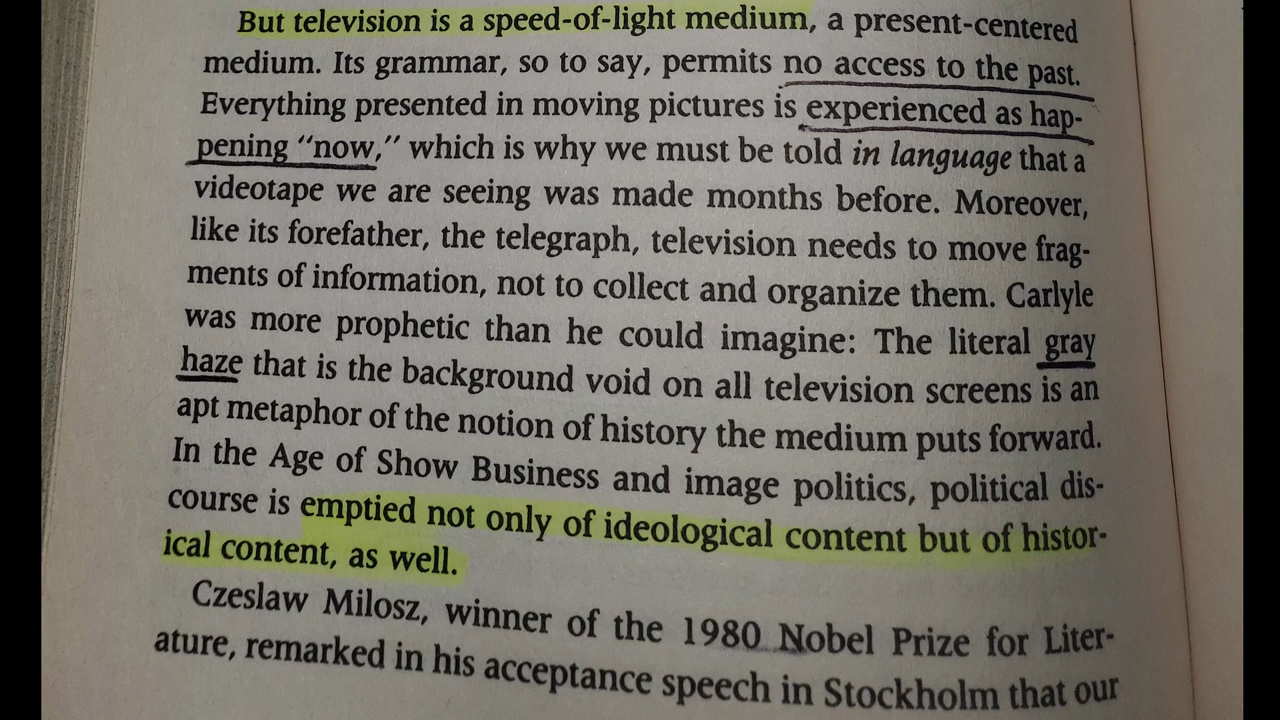 But television is a speed-of-light medium, a present-centered
medium. Its grammar, so to say, permits no access to the past.
Everything presented in moving pictures is experienced as hap-
pening “now,” which is why we must be told in language that a
videotape we are seeing was made months before. Moreover,
like its forefather, the telegraph, television needs to move frag-
ments of information, not to collect and organize them. Carlyle
was more prophetic than he could imagine: The literal gray
haze that is the background void on all television screens is an
apt metaphor of the notion of history the medium puts forward.
In the Age of Show Business and image politics, political dis-
course is emptied not only of ideological content but of histor-
ical content, as well.
Czeslaw Milosz, winner of the 1980 Nobel Prize for Liter-
ature, remarked in his acceptance speech in Stockholm that our